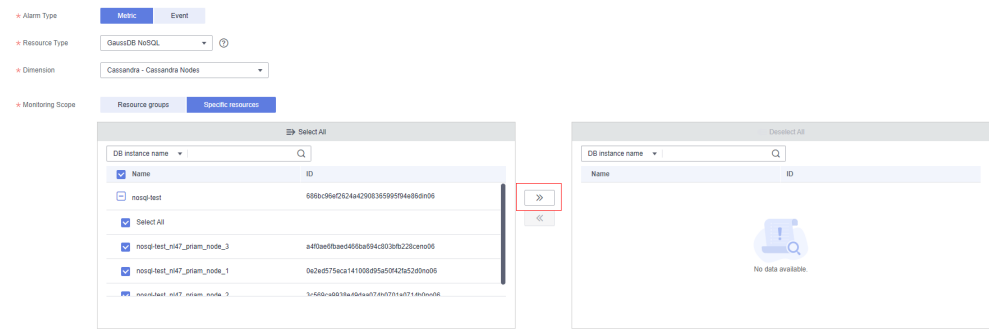 * Alarm Type Metric Event
* Resource Type GaussDB NoSQL ?
* Dimension Cassandra - Cassandra Nodes
* Monitoring Scope Resource groups Specific resources
Select All
Deselect All
DB instance name
DB instance name
Name ID
Name ID
nosql-test 686bc96ef2624a42908365995f94e86din06
Select All
nosql-test_nl47_priam_node_3 a4f0ae6fbaed466ba694c803bfb228ceno06
nosql-test_nl47_priam_node_1 0e2ed575eca141008d95a50f42fa52d0no06
nosql-test_nl47_priam_node_2
No data available.